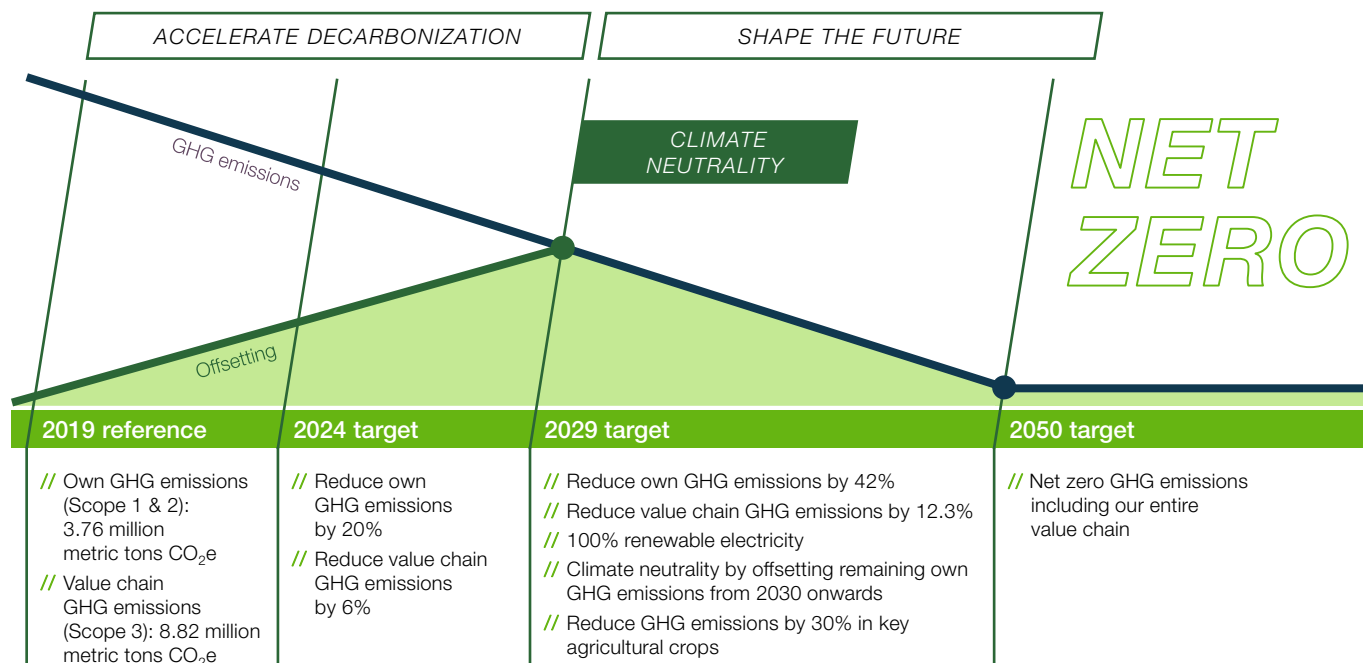 ACCELERATE DECARBONIZATION
SHAPE THE FUTURE
GHG emissions
CLIMATE
NEUTRALITY
NET
ZERO
Offsetting
2019 reference
// Own GHG emissions
(Scope 1 & 2):
3.76 million
metric tons CO₂e
// Value chain
GHG emissions
(Scope 3): 8.82 million
metric tons CO₂e
2024 target
// Reduce own
GHG emissions
by 20%
// Reduce value chain
GHG emissions
by 6%
2029 target
// Reduce own GHG emissions by 42%
// Reduce value chain GHG emissions by 12.3%
// 100% renewable electricity
// Climate neutrality by offsetting remaining own
GHG emissions from 2030 onwards
// Reduce GHG emissions by 30% in key
agricultural crops
2050 target
// Net zero GHG emissions
including our entire
value chain